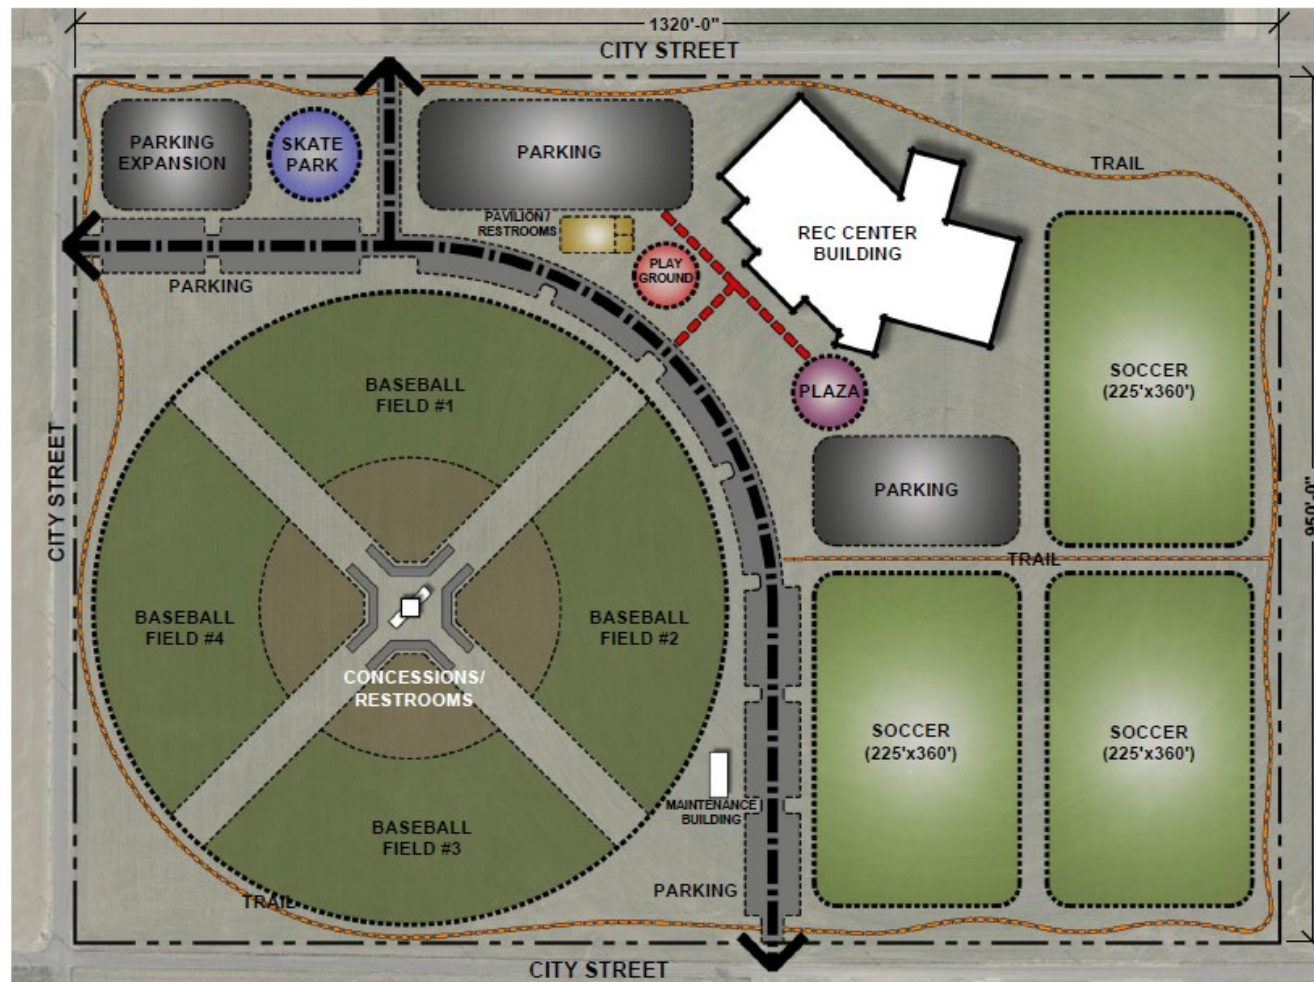 1320'-0"
CITY STREET
PARKING
EXPANSION
SKATE
PARK
PARKING
TRAIL
PAVILION /
RESTROOMS
REC CENTER
BUILDING
PLAY
GROUND
PARKING
SOCCER
(225'x360')
BASEBALL
FIELD #1
PLAZA
CITY STREET
PARKING
950'-0"
TRAIL
BASEBALL
FIELD #4
BASEBALL
FIELD #2
CONCESSIONS/
RESTROOMS
SOCCER
(225'x360')
SOCCER
(225'x360')
MAINTENANCE
BUILDING
BASEBALL
FIELD #3
PARKING
TRAIL
CITY STREET